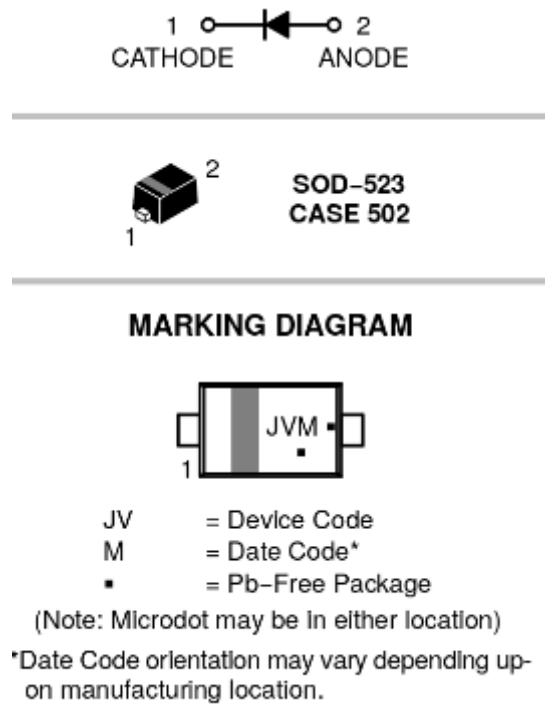 1 2
CATHODE ANODE
2
SOD–523
CASE 502
1
MARKING DIAGRAM
JVM
1
JV = Device Code
M = Date Code*
▪ = Pb–Free Package
(Note: Microdot may be in either location)
*Date Code orientation may vary depending up-
on manufacturing location.